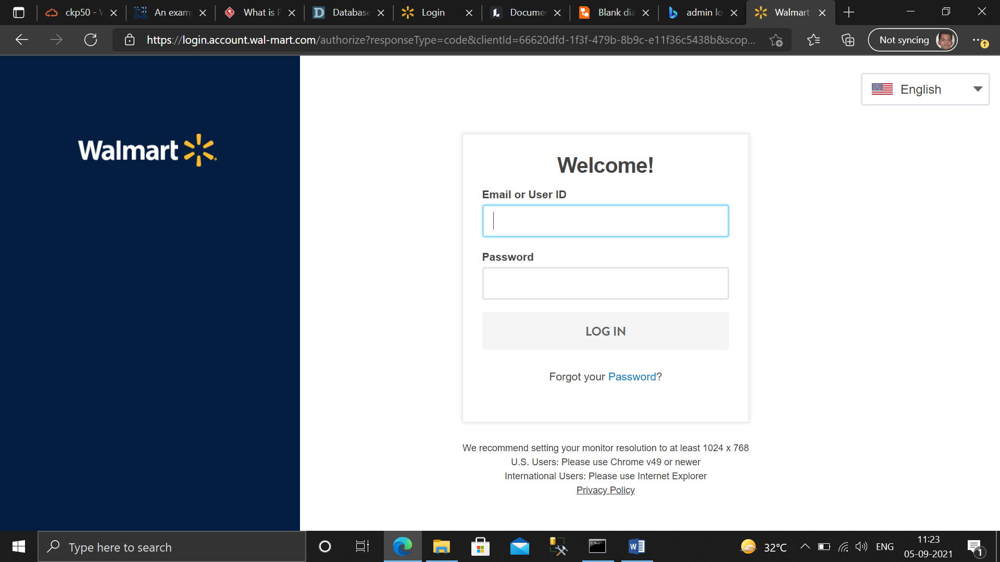 ckp50 -
An exam
What is
Database
Login
Documen
Blank dia
admin lo
Walmart
https://login.account.wal-mart.com/authorize?responseType=code&clientId=66620dfd-1f3f-479b-8b9c-e11f36c5438b&scop...
Not syncing
English
Walmart
Welcome!
Email or User ID
Password
LOG IN
Forgot your Password?
We recommend setting your monitor resolution to at least 1024 x 768
U.S. Users: Please use Chrome v49 or newer
International Users: Please use Internet Explorer
Privacy Policy
Type here to search
32°C
ENG
11:23
05-09-2021
1